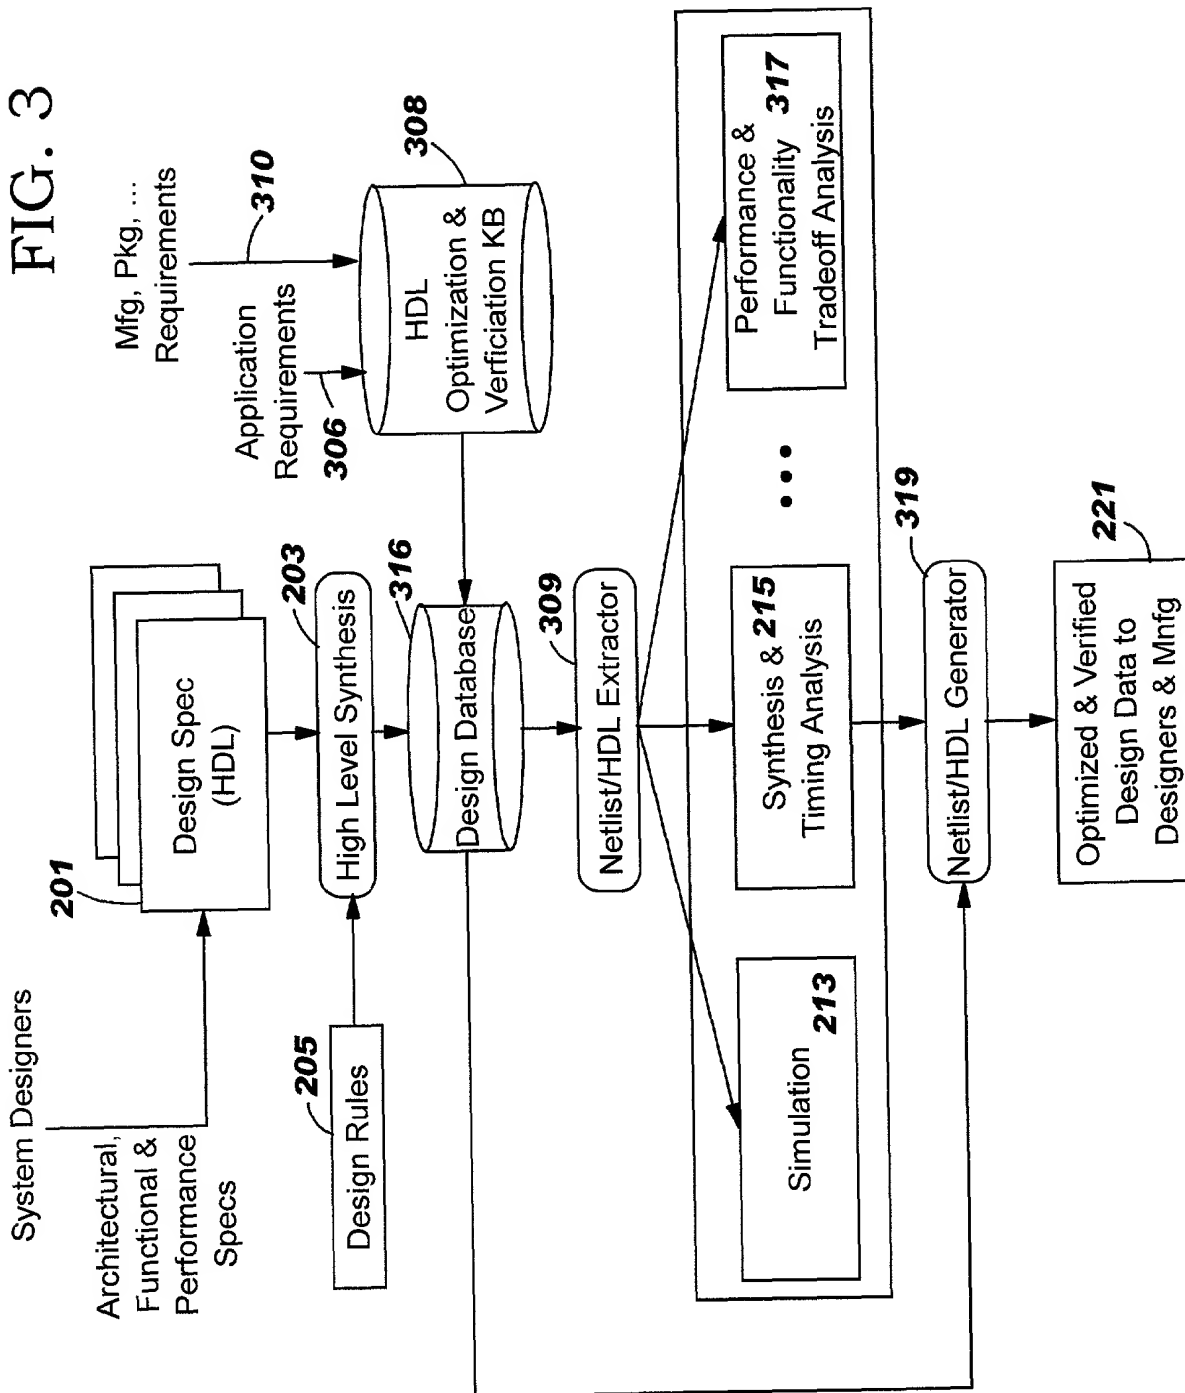 FIG. 3
System Designers
Architectural,
Functional &
Performance
Specs
201
Design Spec
(HDL)
Mfg, Pkg, ...
Requirements
310
Application
Requirements
306
205
Design Rules
203
High Level Synthesis
316
Design Database
308
HDL
Optimization &
Verficiation KB
309
Netlist/HDL Extractor
Simulation
213
Synthesis & 215
Timing Analysis
...
Performance &
Functionality 317
Tradeoff Analysis
319
Netlist/HDL Generator
221
Optimized & Verified
Design Data to
Designers & Mnfg